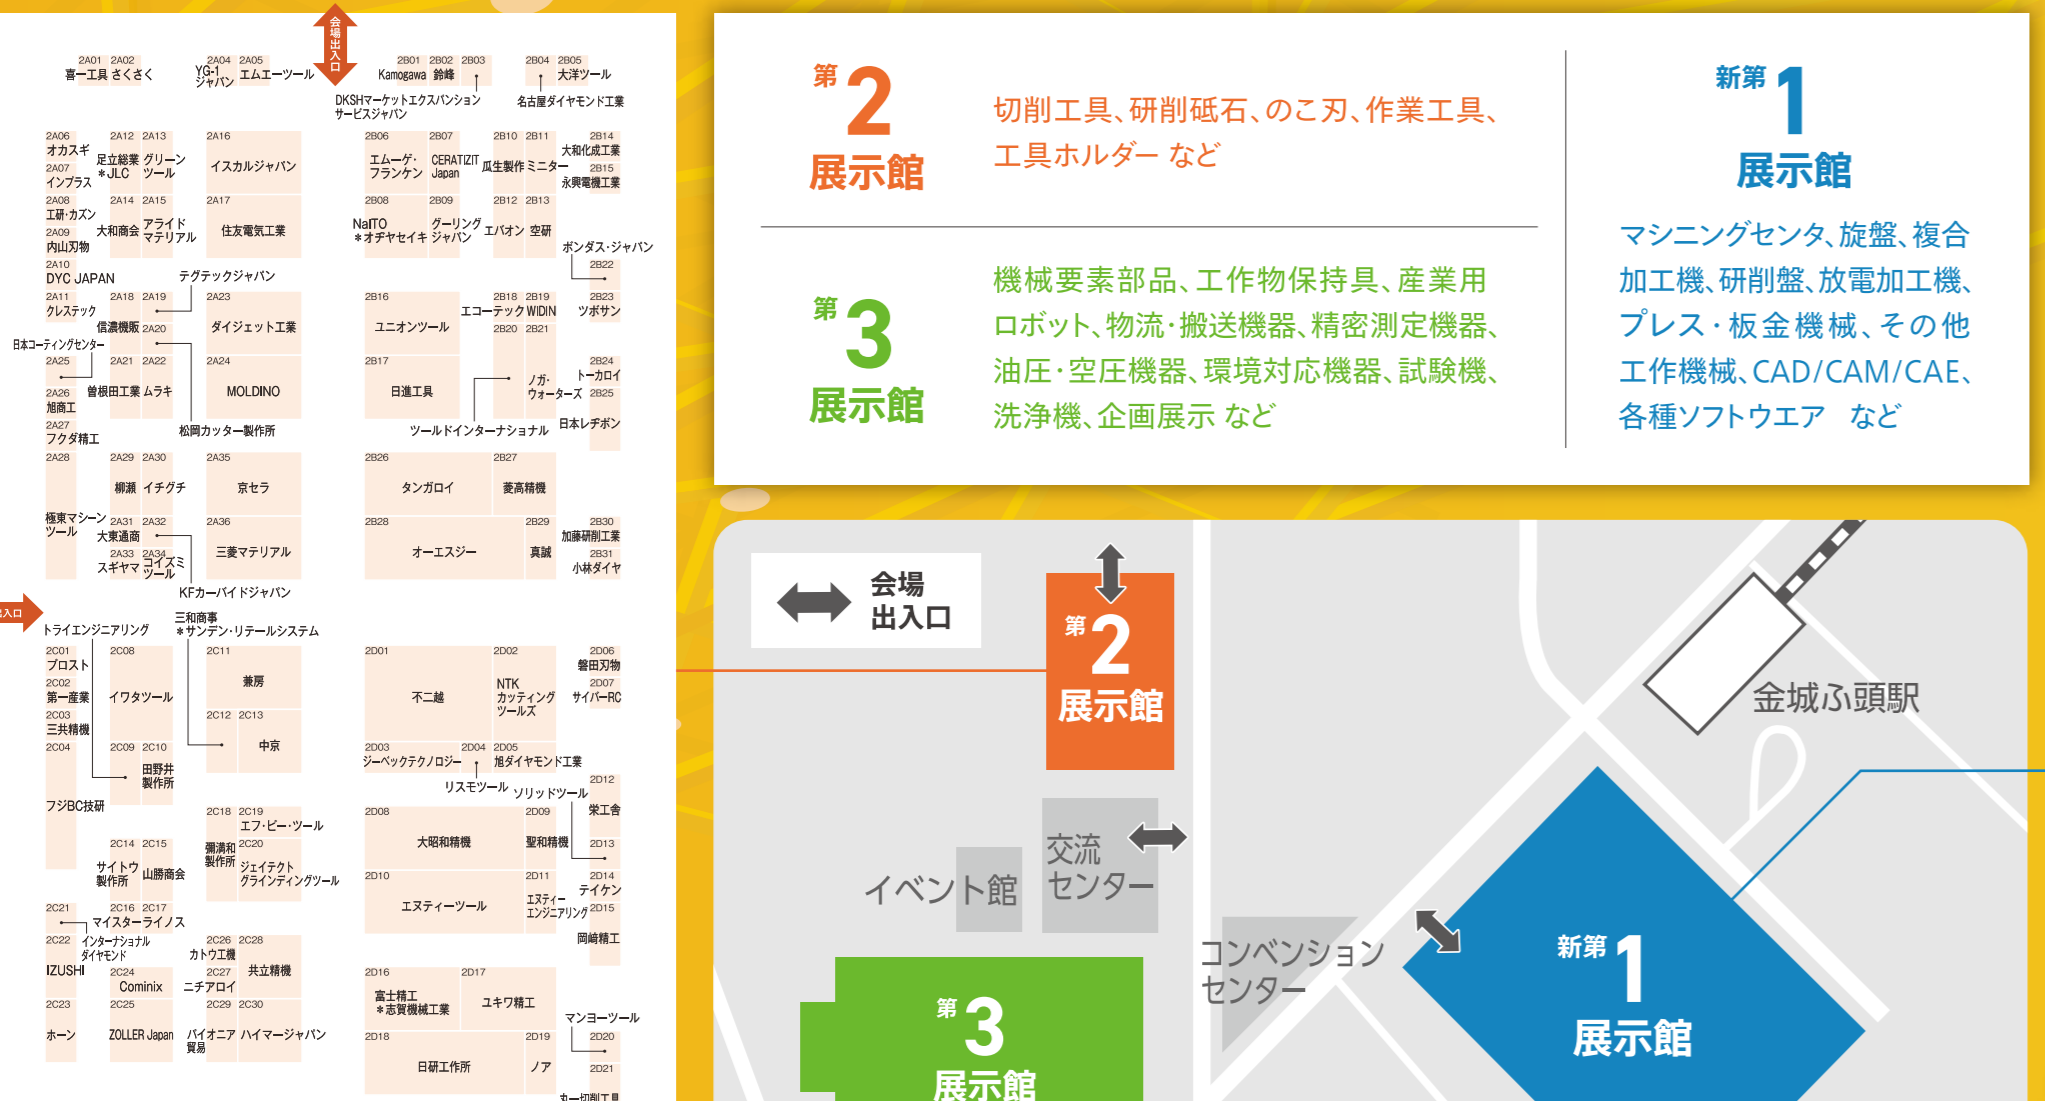 会場出入口
2A01 2A02
喜一工具 さくさく
2A04 2A05
YG-1
ジャパン
エムエーツール
2B01 2B02 2B03
Kamogawa 鈴峰
DKSHマーケットエクスパンション
サービスジャパン
2B04 2B05
大洋ツール
名古屋ダイヤモンド工業
2A06
オカスギ
2A07
インプラス
2A08
工研・カズン
2A09
内山刃物
2A10
DYC JAPAN
2A11
クレステック
2A12 2A13
足立総業
＊JLC
グリーン
ツール
2A14 2A15
大和商会
アライド
マテリアル
2A16
イスカルジャパン
2A17
住友電気工業
テグテックジャパン
2A18 2A19
信濃機販
2A20
2A23
ダイジェット工業
日本コーティングセンター
2A25
2A26
旭商工
2A27
フクダ精工
2A21 2A22
曽根田工業 ムラキ
2A24
MOLDINO
松岡カッター製作所
2A28
極東マシーン
ツール
2A29 2A30
柳瀬 イチグチ
2A31 2A32
大東通商
2A33 2A34
スギヤマ
コイズミ
ツール
2A35
京セラ
2A36
三菱マテリアル
KFカーバイドジャパン
2B06
エムーゲ・
フランケン
2B07
CERATIZIT
Japan
2B08
NaITO
＊オヂヤセイキ
2B09
グーリング
ジャパン
2B10 2B11
瓜生製作 ミニター
2B12 2B13
エバオン 空研
2B14
大和化成工業
2B15
永興電機工業
ボンダス・ジャパン
2B22
2B23
ツボサン
2B16
ユニオンツール
2B17
日進工具
2B18 2B19
エコーテック WIDIN
2B20 2B21
ノガ・
ウォーターズ
2B24
トーカロイ
2B25
日本レヂボン
ツールドインターナショナル
2B26
タンガロイ
2B27
菱高精機
2B28
オーエスジー
2B29
真誠
2B30
加藤研削工業
2B31
小林ダイヤ
出入口
トライエンジニアリング
三和商事
＊サンデン・リテールシステム
2C01
プロスト
2C02
第一産業
2C03
三共精機
2C04
フジBC技研
2C08
イワタツール
2C09 2C10
田野井
製作所
2C11
兼房
2C12 2C13
中京
2C14 2C15
サイトウ
製作所
山勝商会
2C16 2C17
マイスターライノス
2C18 2C19
エフ・ピー・ツール
彌満和
製作所
2C20
ジェイテクト
グラインディングツール
2C21
インターナショナル
ダイヤモンド
2C22
IZUSHI
2C23
ホーン
2C24
Cominix
2C25
ZOLLER Japan
2C26 2C28
カトウ工機
共立精機
2C27
ニチアロイ
2C29 2C30
バイオニア
貿易
ハイマージャパン
2D01
不二越
2D02
NTK
カッティング
ツールズ
2D03
ジーベックテクノロジー
2D04
リスモツール
2D05
旭ダイヤモンド工業
2D06
磐田刃物
2D07
サイバーRC
ソリッドツール
2D08
大昭和精機
2D09
聖和精機
2D10
エヌティーツール
2D11
エヌティー
エンジニアリング
2D12
栄工舎
2D13
2D14
テイケン
2D15
岡﨑精工
2D16
富士精工
＊志賀機械工業
2D17
ユキワ精工
2D18
日研工作所
2D19
ノア
マンヨーツール
2D20
2D21
丸一切削工具
第2
展示館
切削工具、研削砥石、のこ刃、作業工具、
工具ホルダー など
第3
展示館
機械要素部品、工作物保持具、産業用
ロボット、物流・搬送機器、精密測定機器、
油圧・空圧機器、環境対応機器、試験機、
洗浄機、企画展示 など
新第1
展示館
マシニングセンタ、旋盤、複合
加工機、研削盤、放電加工機、
プレス・板金機械、その他
工作機械、CAD/CAM/CAE、
各種ソフトウエア など
会場
出入口
第2
展示館
金城ふ頭駅
交流
センター
イベント館
コンベンション
センター
新第1
展示館
第3
展示館